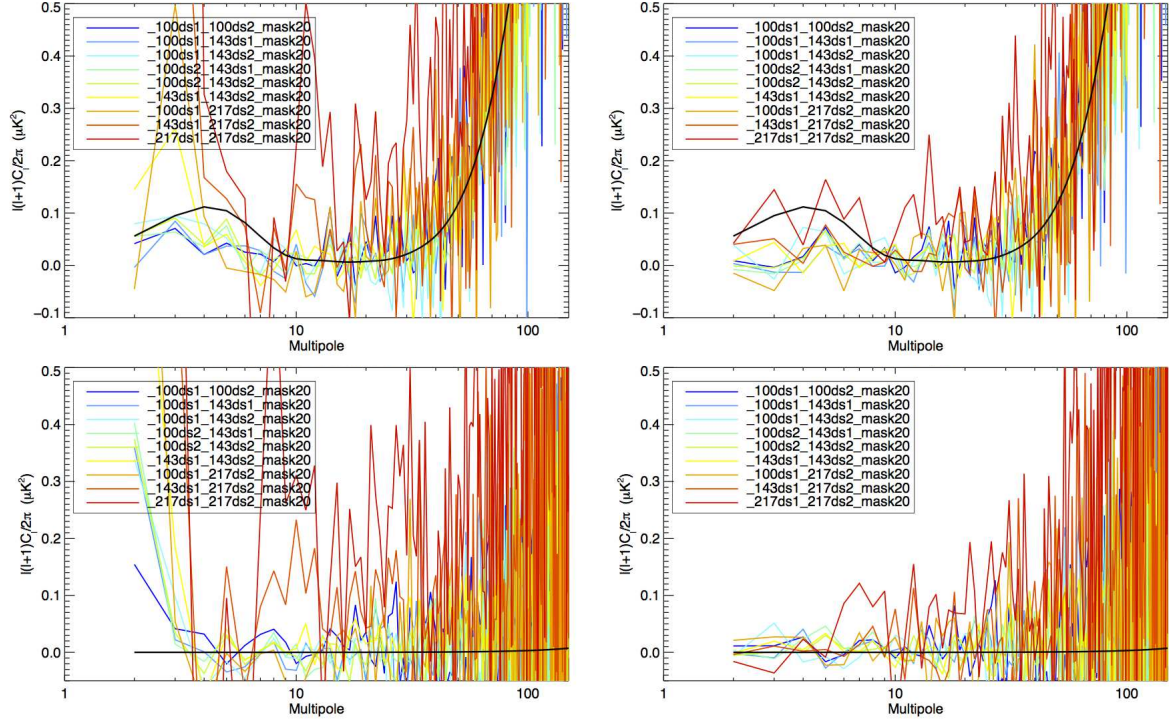 0.5
0.4
0.3
0.2
0.1
0.0
−0.1
l(l+1)C_l/2π (μK²)
_100ds1_100ds2_mask20
_100ds1_143ds1_mask20
_100ds1_143ds2_mask20
_100ds2_143ds1_mask20
_100ds2_143ds2_mask20
_143ds1_143ds2_mask20
_100ds1_217ds2_mask20
_143ds1_217ds2_mask20
_217ds1_217ds2_mask20
1
10
100
Multipole
0.5
0.4
0.3
0.2
0.1
0.0
−0.1
l(l+1)C_l/2π (μK²)
_100ds1_100ds2_mask20
_100ds1_143ds1_mask20
_100ds1_143ds2_mask20
_100ds2_143ds1_mask20
_100ds2_143ds2_mask20
_143ds1_143ds2_mask20
_100ds1_217ds2_mask20
_143ds1_217ds2_mask20
_217ds1_217ds2_mask20
1
10
100
Multipole
0.5
0.4
0.3
0.2
0.1
0.0
l(l+1)C_l/2π (μK²)
_100ds1_100ds2_mask20
_100ds1_143ds1_mask20
_100ds1_143ds2_mask20
_100ds2_143ds1_mask20
_100ds2_143ds2_mask20
_143ds1_143ds2_mask20
_100ds1_217ds2_mask20
_143ds1_217ds2_mask20
_217ds1_217ds2_mask20
1
10
100
Multipole
0.5
0.4
0.3
0.2
0.1
0.0
l(l+1)C_l/2π (μK²)
_100ds1_100ds2_mask20
_100ds1_143ds1_mask20
_100ds1_143ds2_mask20
_100ds2_143ds1_mask20
_100ds2_143ds2_mask20
_143ds1_143ds2_mask20
_100ds1_217ds2_mask20
_143ds1_217ds2_mask20
_217ds1_217ds2_mask20
1
10
100
Multipole